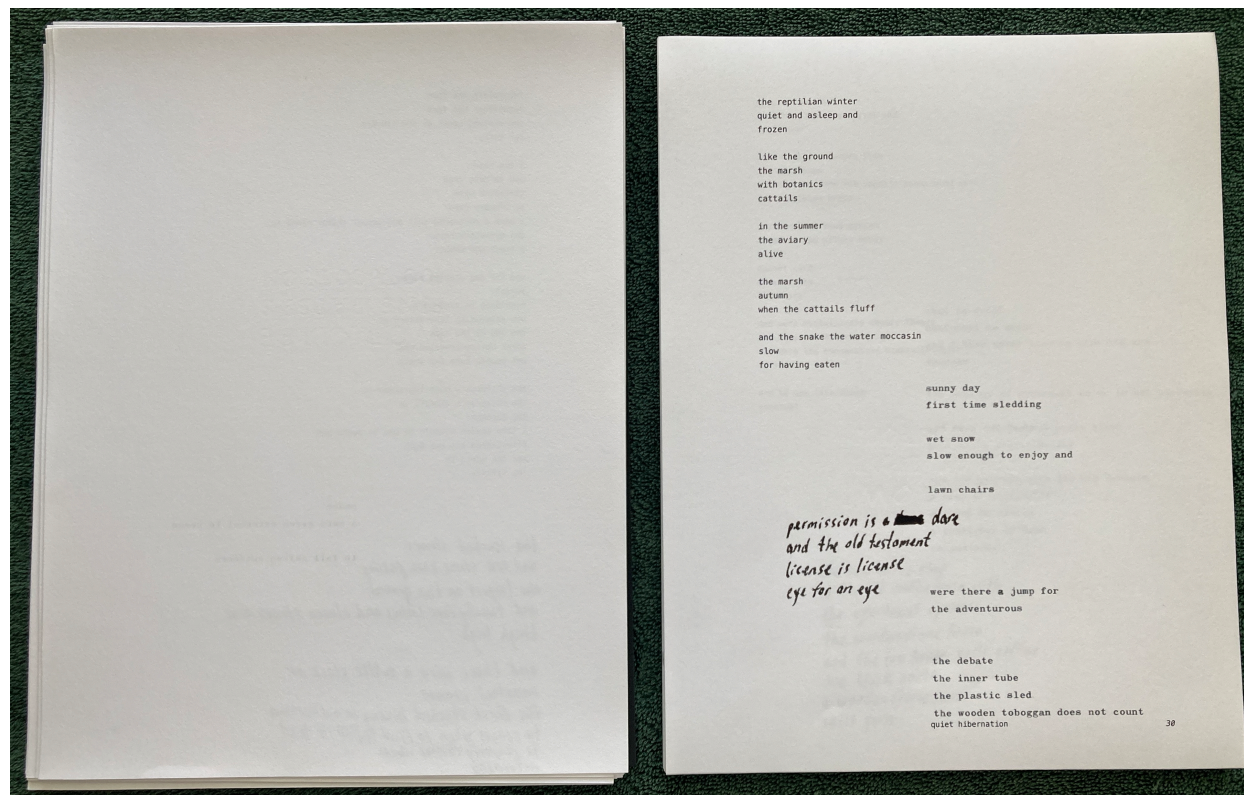 the reptilian winter
quiet and asleep and
frozen
like the ground
the marsh
with botanics
cattails
in the summer
the aviary
alive
the marsh
autumn
when the cattails fluff
and the snake the water moccasin
slow
for having eaten
sunny day
first time sledding
wet snow
slow enough to enjoy and
lawn chairs
permission is a dare
and the old testament
license is license
eye for an eye
were there a jump for
the adventurous
the debate
the inner tube
the plastic sled
the wooden toboggan does not count
quiet hibernation 30